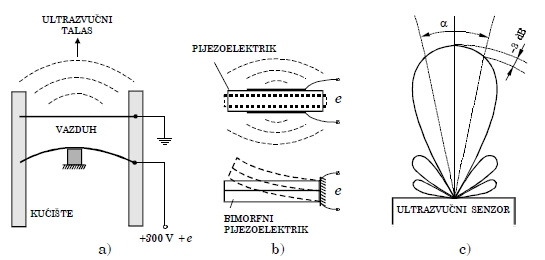 ULTRAZVUČNI
TALAS
VAZDUH
KUĆIŠTE
+300 V + e
a)
PIJEZOELEKTRIK
e
e
BIMORFNI
PIJEZOELEKTRIK
b)
α
-3 dB
ULTRAZVUČNI SENZOR
c)